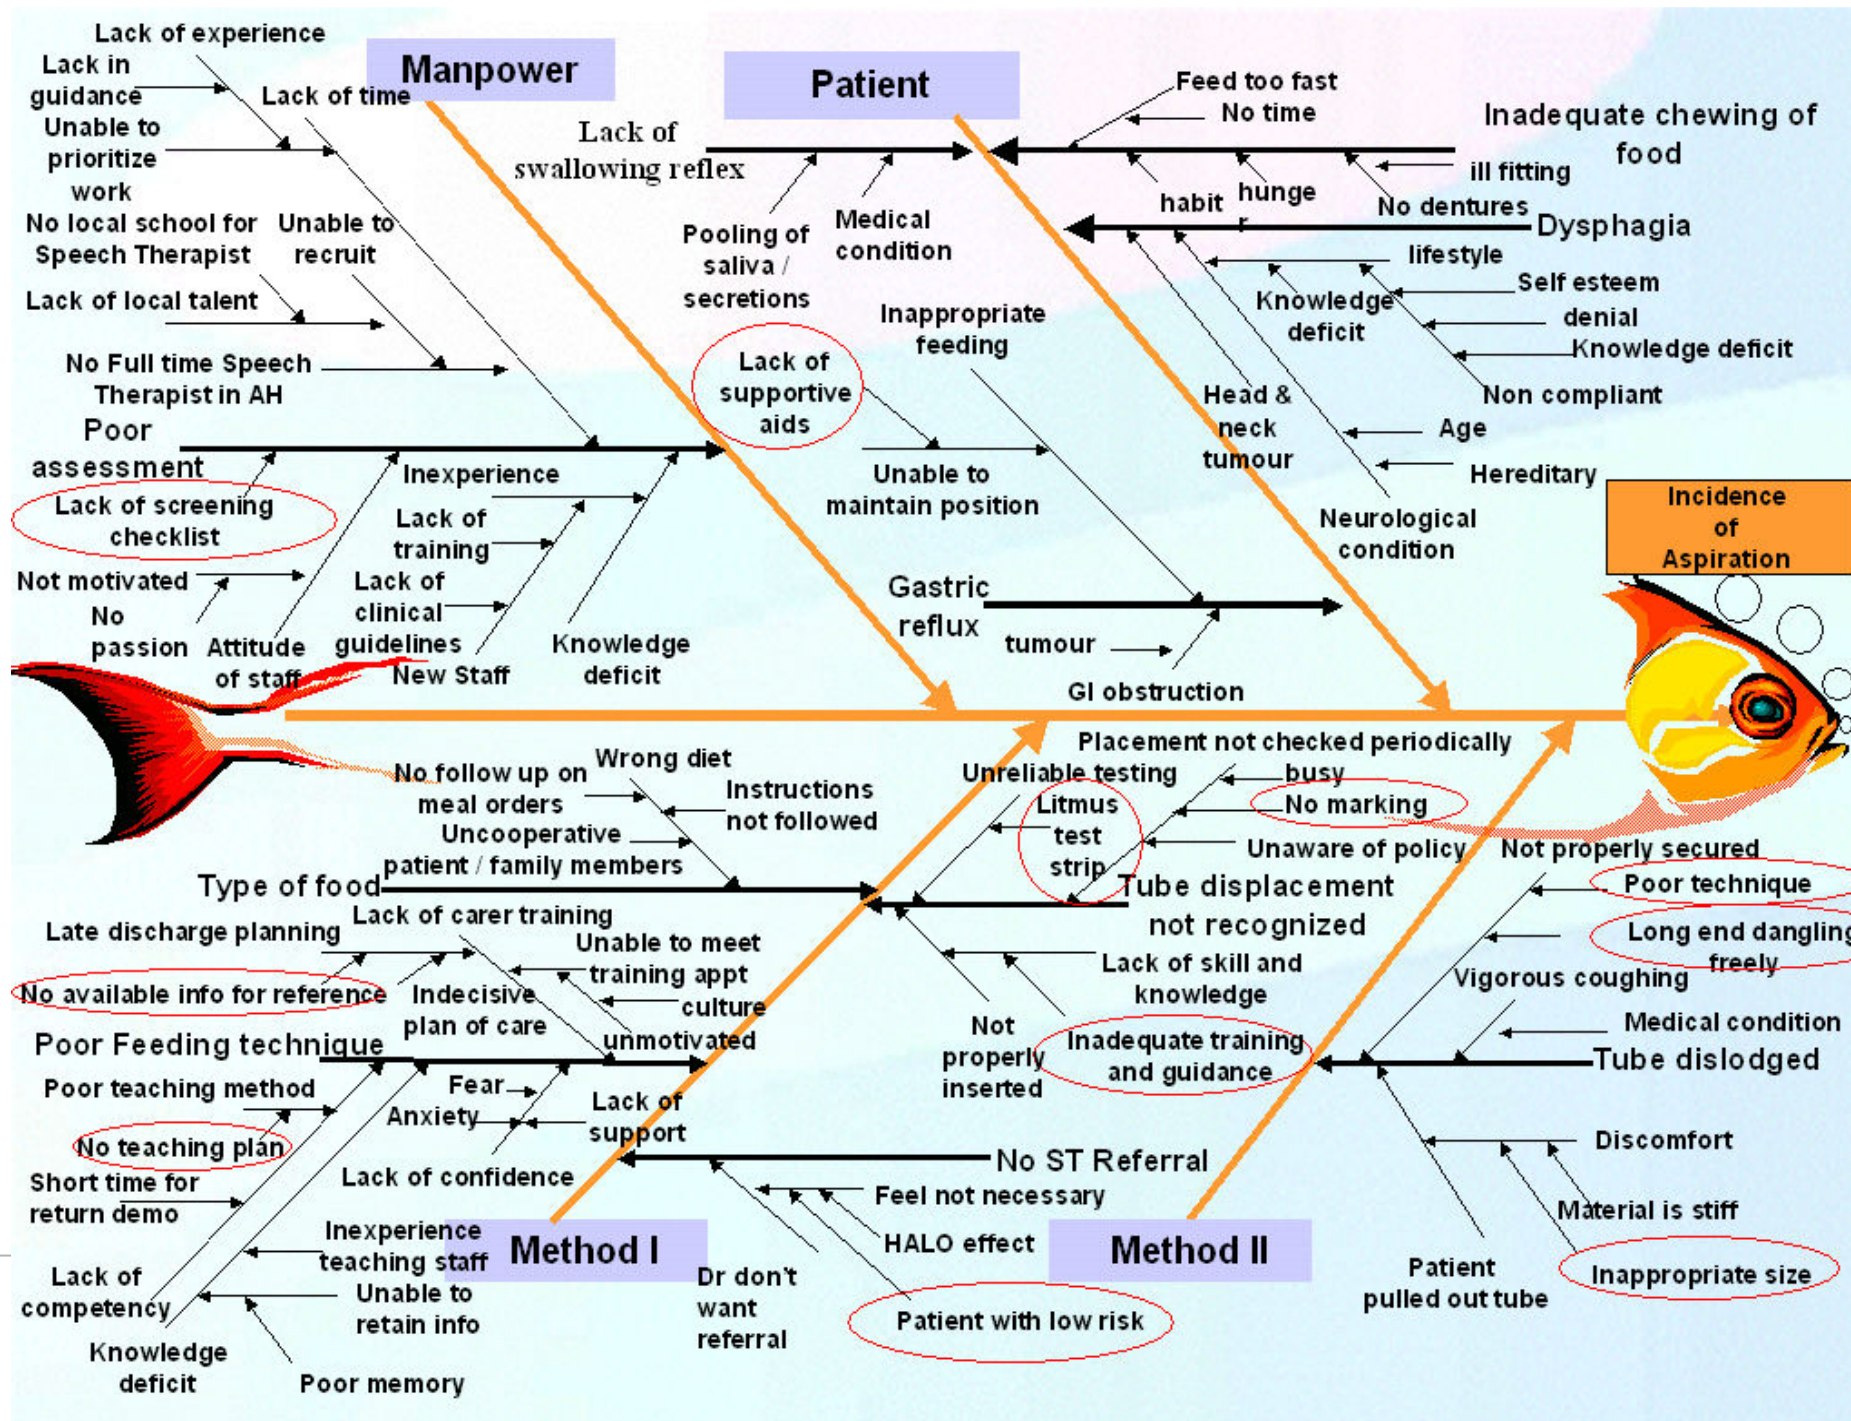 Lack of experience
Lack in
guidance
Lack of time
Unable to
prioritize
work
Manpower
No local school for
Speech Therapist
Unable to
recruit
Lack of local talent
No Full time Speech
Therapist in AH
Poor
assessment
Lack of screening
checklist
Inexperience
Lack of
training
Not motivated
Lack of
clinical
guidelines
No
passion
Attitude
of staff
New Staff
Knowledge
deficit
Patient
Lack of
swallowing reflex
Pooling of
saliva /
secretions
Medical
condition
Feed too fast
No time
Inadequate chewing of
food
ill fitting
habit
hunge
r
No dentures
Dysphagia
lifestyle
Knowledge
deficit
Self esteem
denial
Knowledge deficit
Non compliant
Head &
neck
tumour
Age
Hereditary
Neurological
condition
Inappropriate
feeding
Lack of
supportive
aids
Unable to
maintain position
Gastric
reflux
tumour
GI obstruction
Incidence
of
Aspiration
Wrong diet
No follow up on
meal orders
Instructions
not followed
Uncooperative
patient / family members
Type of food
Placement not checked periodically
Unreliable testing
busy
Litmus
test
strip
No marking
Unaware of policy
Tube displacement
not recognized
Lack of skill and
knowledge
Not
properly
inserted
Inadequate training
and guidance
Not properly secured
Poor technique
Long end dangling
freely
Vigorous coughing
Medical condition
Tube dislodged
Discomfort
Material is stiff
Inappropriate size
Patient
pulled out tube
Method II
Late discharge planning
Lack of carer training
Unable to meet
training appt
No available info for reference
Indecisive
plan of care
culture
unmotivated
Poor Feeding technique
Poor teaching method
Fear
Anxiety
Lack of
support
No teaching plan
Lack of confidence
Short time for
return demo
Inexperience
teaching staff
Lack of
competency
Unable to
retain info
Knowledge
deficit
Poor memory
No ST Referral
Feel not necessary
HALO effect
Dr don't
want
referral
Patient with low risk
Method I